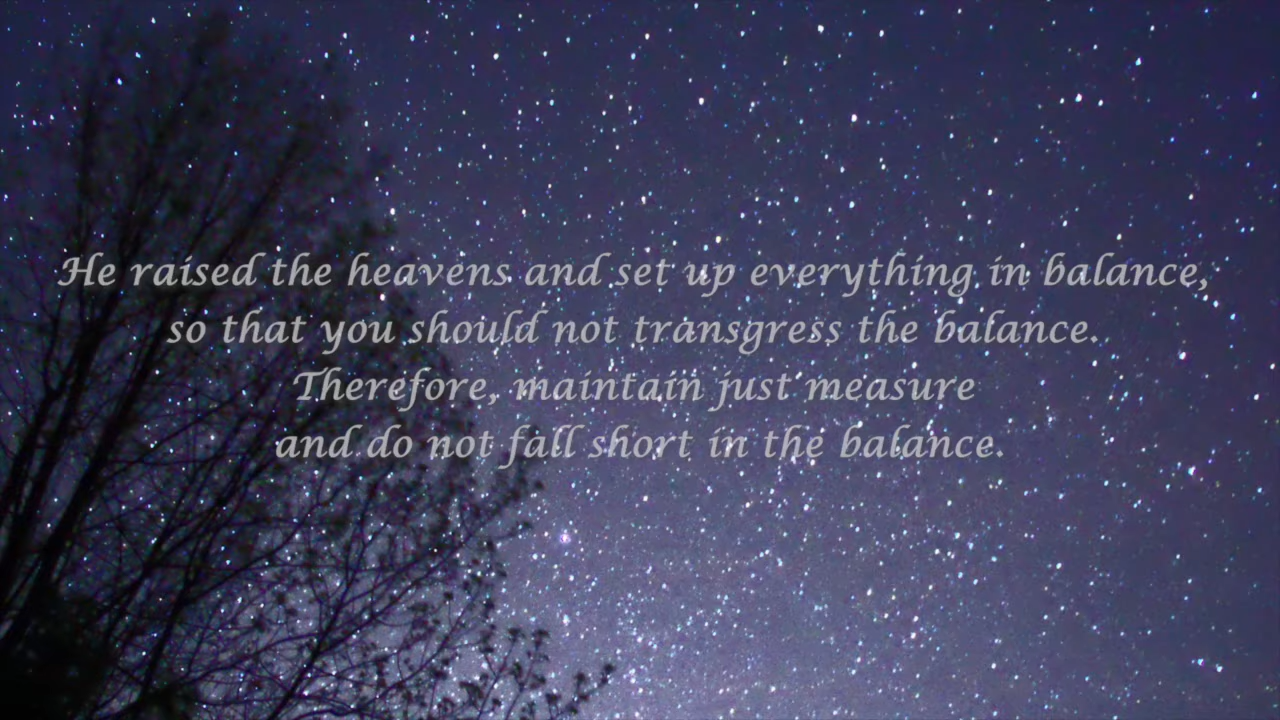 He raised the heavens and set up everything in balance,
so that you should not transgress the balance.
Therefore, maintain just measure
and do not fall short in the balance.